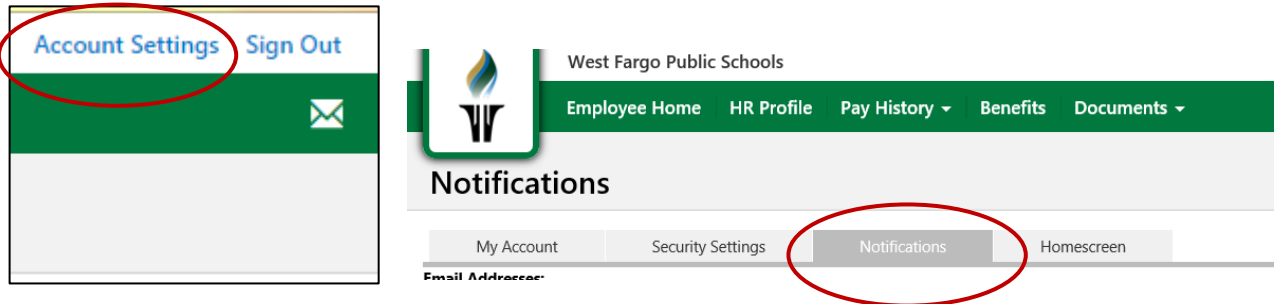 Account Settings Sign Out
West Fargo Public Schools
Employee Home HR Profile Pay History Benefits Documents
Notifications
My Account Security Settings Notifications Homescreen
Email Addresses: